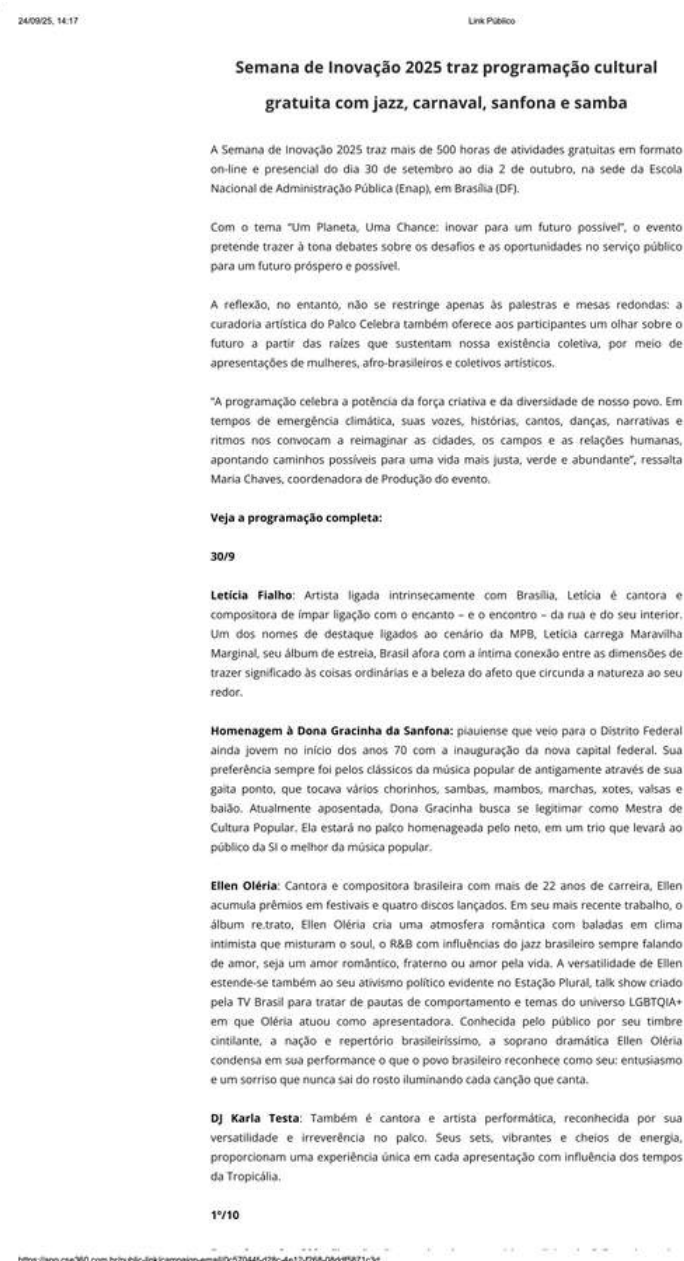 24/09/25, 14:17
Link Público
Semana de Inovação 2025 traz programação cultural
gratuita com jazz, carnaval, sanfona e samba
A Semana de Inovação 2025 traz mais de 500 horas de atividades gratuitas em formato
on-line e presencial do dia 30 de setembro ao dia 2 de outubro, na sede da Escola
Nacional de Administração Pública (Enap), em Brasília (DF).
Com o tema “Um Planeta, Uma Chance: inovar para um futuro possível”, o evento
pretende trazer à tona debates sobre os desafios e as oportunidades no serviço público
para um futuro próspero e possível.
A reflexão, no entanto, não se restringe apenas às palestras e mesas redondas: a
curadoria artística do Palco Celebra também oferece aos participantes um olhar sobre o
futuro a partir das raízes que sustentam nossa existência coletiva, por meio de
apresentações de mulheres, afro-brasileiros e coletivos artísticos.
“A programação celebra a potência da força criativa e da diversidade de nosso povo. Em
tempos de emergência climática, suas vozes, histórias, cantos, danças, narrativas e
ritmos nos convocam a reimaginar as cidades, os campos e as relações humanas,
apontando caminhos possíveis para uma vida mais justa, verde e abundante”, ressalta
Maria Chaves, coordenadora de Produção do evento.
Veja a programação completa:
30/9
Letícia Fialho: Artista ligada intrinsecamente com Brasília, Letícia é cantora e
compositora de ímpar ligação com o encanto – e o encontro – da rua e do seu interior.
Um dos nomes de destaque ligados ao cenário da MPB, Letícia carrega Maravilha
Marginal, seu álbum de estreia, Brasil afora com a íntima conexão entre as dimensões de
trazer significado às coisas ordinárias e a beleza do afeto que circunda a natureza ao seu
redor.
Homenagem à Dona Gracinha da Sanfona: piauiense que veio para o Distrito Federal
ainda jovem no início dos anos 70 com a inauguração da nova capital federal. Sua
preferência sempre foi pelos clássicos da música popular de antigamente através de sua
gaita ponto, que tocava vários chorinhos, sambas, mambos, marchas, xotes, valsas e
baião. Atualmente aposentada, Dona Gracinha busca se legitimar como Mestra de
Cultura Popular. Ela estará no palco homenageada pelo neto, em um trio que levará ao
público da SI o melhor da música popular.
Ellen Oléria: Cantora e compositora brasileira com mais de 22 anos de carreira, Ellen
acumula prêmios em festivais e quatro discos lançados. Em seu mais recente trabalho, o
álbum re.trato, Ellen Oléria cria uma atmosfera romântica com baladas em clima
intimista que misturam o soul, o R&B com influências do jazz brasileiro sempre falando
de amor, seja um amor romântico, fraterno ou amor pela vida. A versatilidade de Ellen
estende-se também ao seu ativismo político evidente no Estação Plural, talk show criado
pela TV Brasil para tratar de pautas de comportamento e temas do universo LGBTQIA+
em que Oléria atuou como apresentadora. Conhecida pelo público por seu timbre
cintilante, a nação e repertório brasileiríssimo, a soprano dramática Ellen Oléria
condensa em sua performance o que o povo brasileiro reconhece como seu: entusiasmo
e um sorriso que nunca sai do rosto iluminando cada canção que canta.
DJ Karla Testa: Também é cantora e artista performática, reconhecida por sua
versatilidade e irreverência no palco. Seus sets, vibrantes e cheios de energia,
proporcionam uma experiência única em cada apresentação com influência dos tempos
da Tropicália.
1º/10